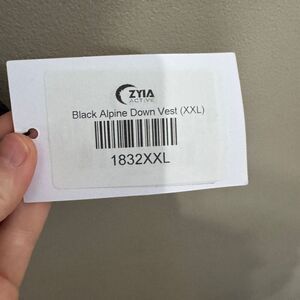 ZYIA
ACTIVE
Black Alpine Down Vest (XXL)
1832XXL